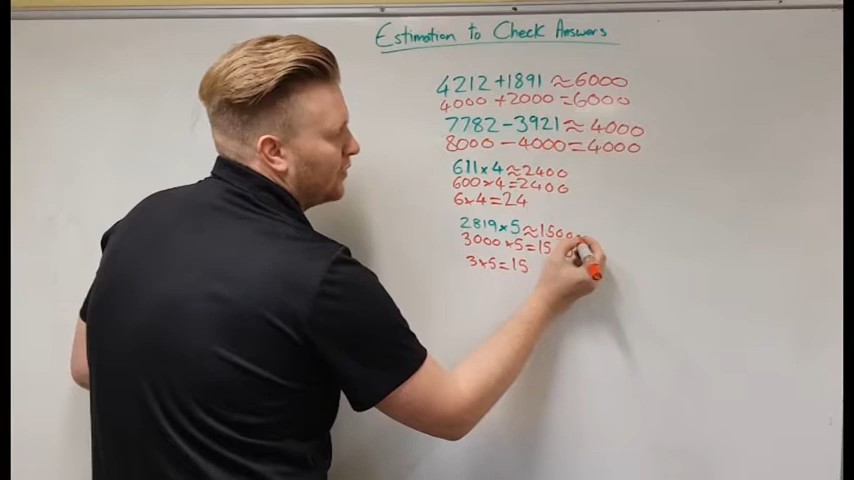 Estimation to Check Answers
4212 + 1891 ≈ 6000
4000 + 2000 = 6000
7782 - 3921 ≈ 4000
8000 - 4000 = 4000
611 x 4 ≈ 2400
600 x 4 = 2400
6 x 4 = 24
2819 x 5 ≈ 1500
3000 x 5 = 15
3 x 5 = 15